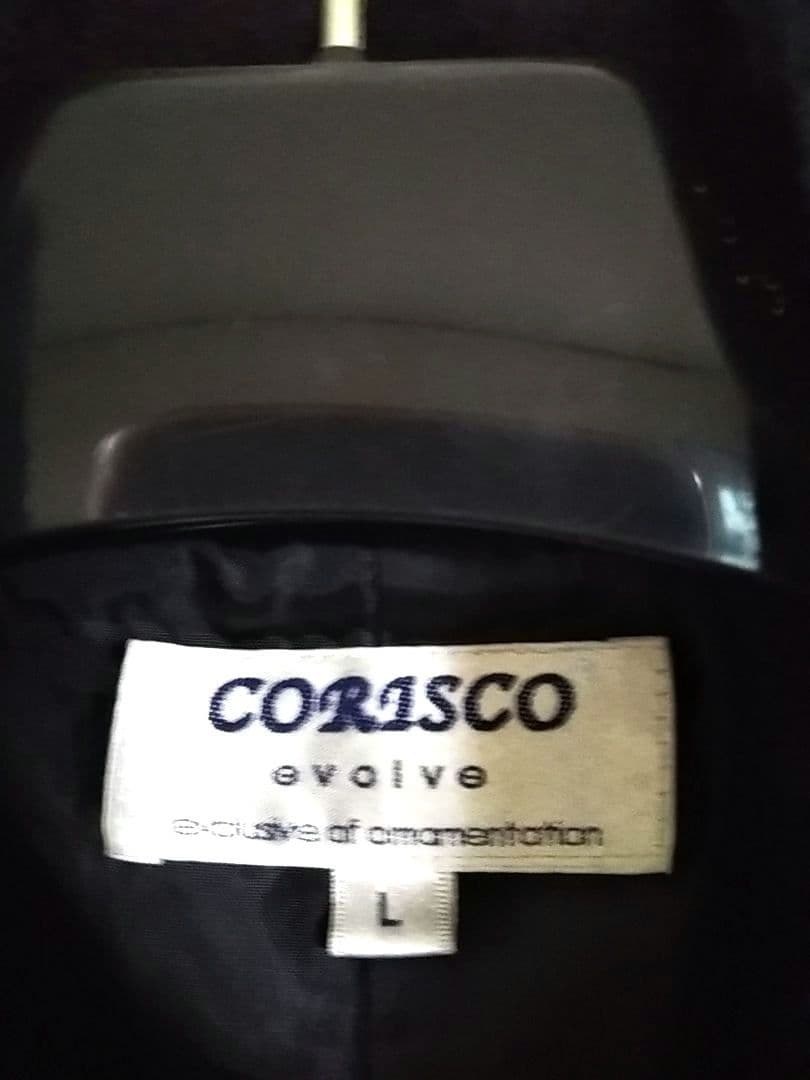 CORISCO
evolve
exclusive of ornamentation
L